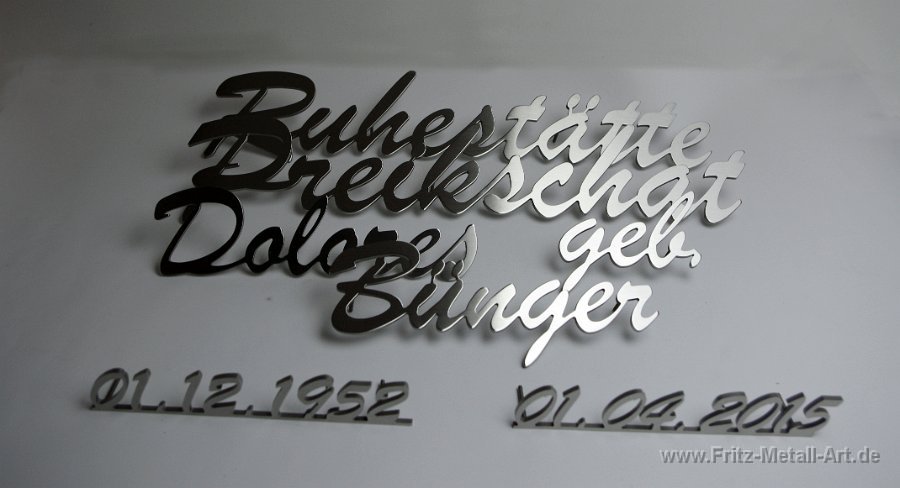 Ruhestätte
Dreikschat
Dolores geb.
Bünger
01.12.1952 01.04.2015
www.Fritz-Metall-Art.de